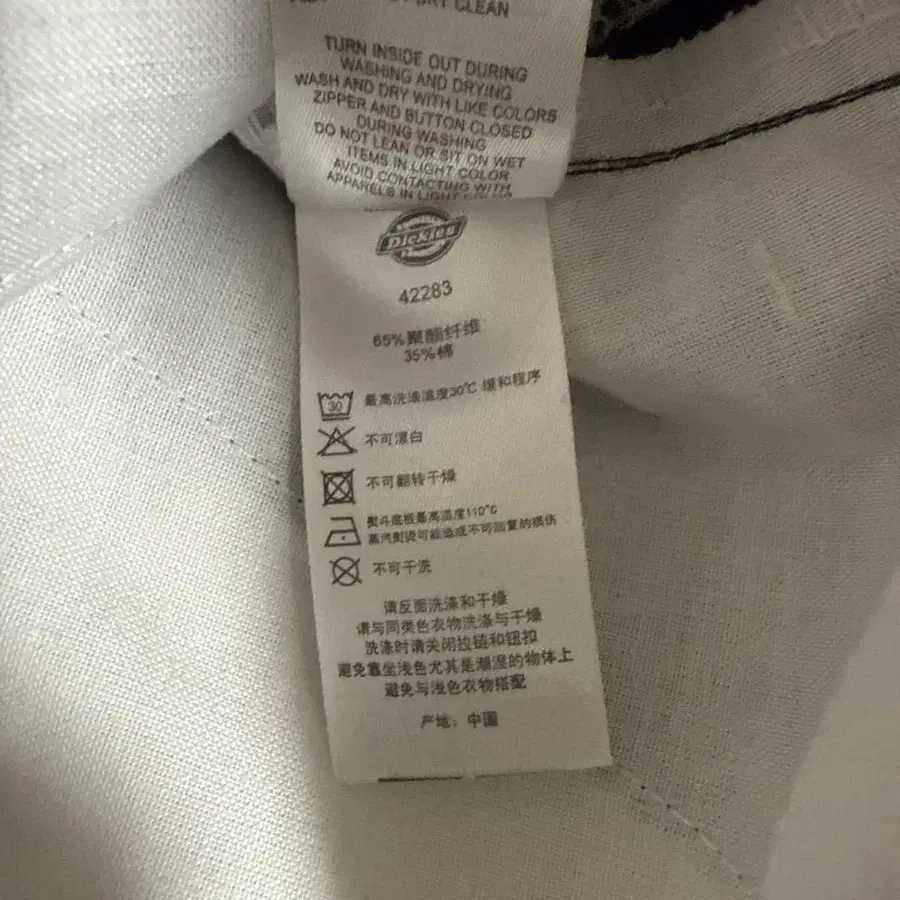 DRY CLEAN
TURN INSIDE OUT DURING
WASHING AND DRYING
WASH AND DRY WITH LIKE COLORS
ZIPPER AND BUTTON CLOSED
DURING WASHING
DO NOT LEAN OR SIT ON WET
ITEMS IN LIGHT COLOR
AVOID CONTACTING WITH
APPARELS IN LIGHT COLOR
Dickies
42283
65%聚酯纤维
35%棉
30 最高洗涤温度30℃ 缓和程序
不可漂白
不可翻转干燥
熨斗底板最高温度110℃
蒸汽熨烫可能造成不可回复的损伤
不可干洗
请反面洗涤和干燥
请与同类色衣物洗涤与干燥
洗涤时请关闭拉链和钮扣
避免靠坐浅色尤其是潮湿的物体上
避免与浅色衣物搭配
产地：中国